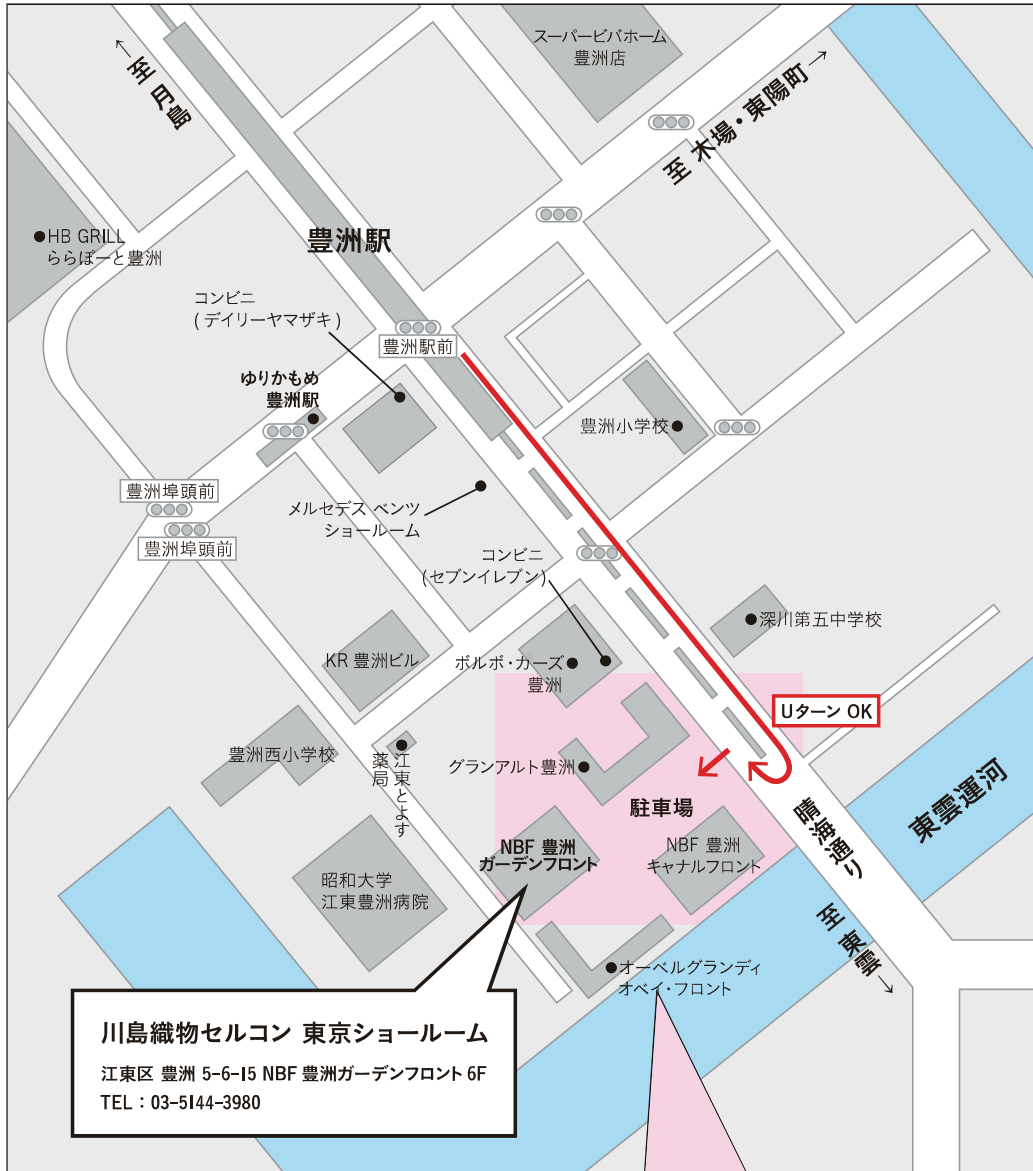 スーパービバホーム
豊洲店
←至 月島
至 木場・東陽町→
●HB GRILL
ららぽーと豊洲
豊洲駅
コンビニ
(デイリーヤマザキ)
豊洲駅前
ゆりかもめ
豊洲駅
豊洲小学校●
豊洲埠頭前
豊洲埠頭前
メルセデス ベンツ
ショールーム
コンビニ
(セブンイレブン)
●深川第五中学校
KR 豊洲ビル
ボルボ・カーズ
豊洲
Uターン OK
豊洲西小学校
江東とよす
薬局
グランアルト豊洲●
駐車場
晴海通り
東雲運河
NBF 豊洲
ガーデンフロント
NBF 豊洲
キャナルフロント
昭和大学
江東豊洲病院
至 東雲→
●オーベルグランディ
オベイ・フロント
川島織物セルコン 東京ショールーム
江東区 豊洲 5-6-15 NBF 豊洲ガーデンフロント 6F
TEL：03-5144-3980